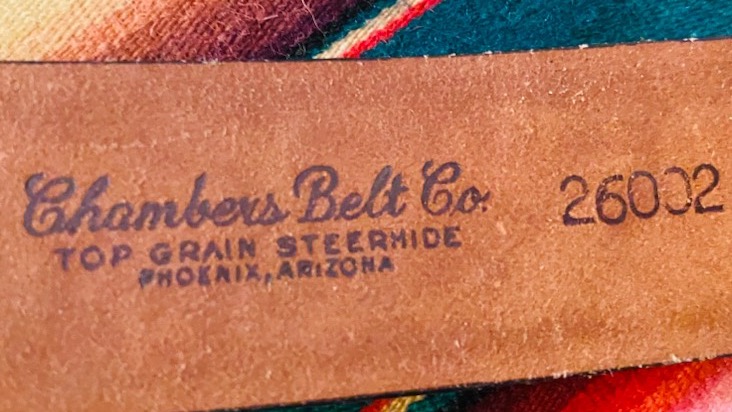 Chambers Belt Co.
26002
TOP GRAIN STEERHIDE
PHOENIX, ARIZONA